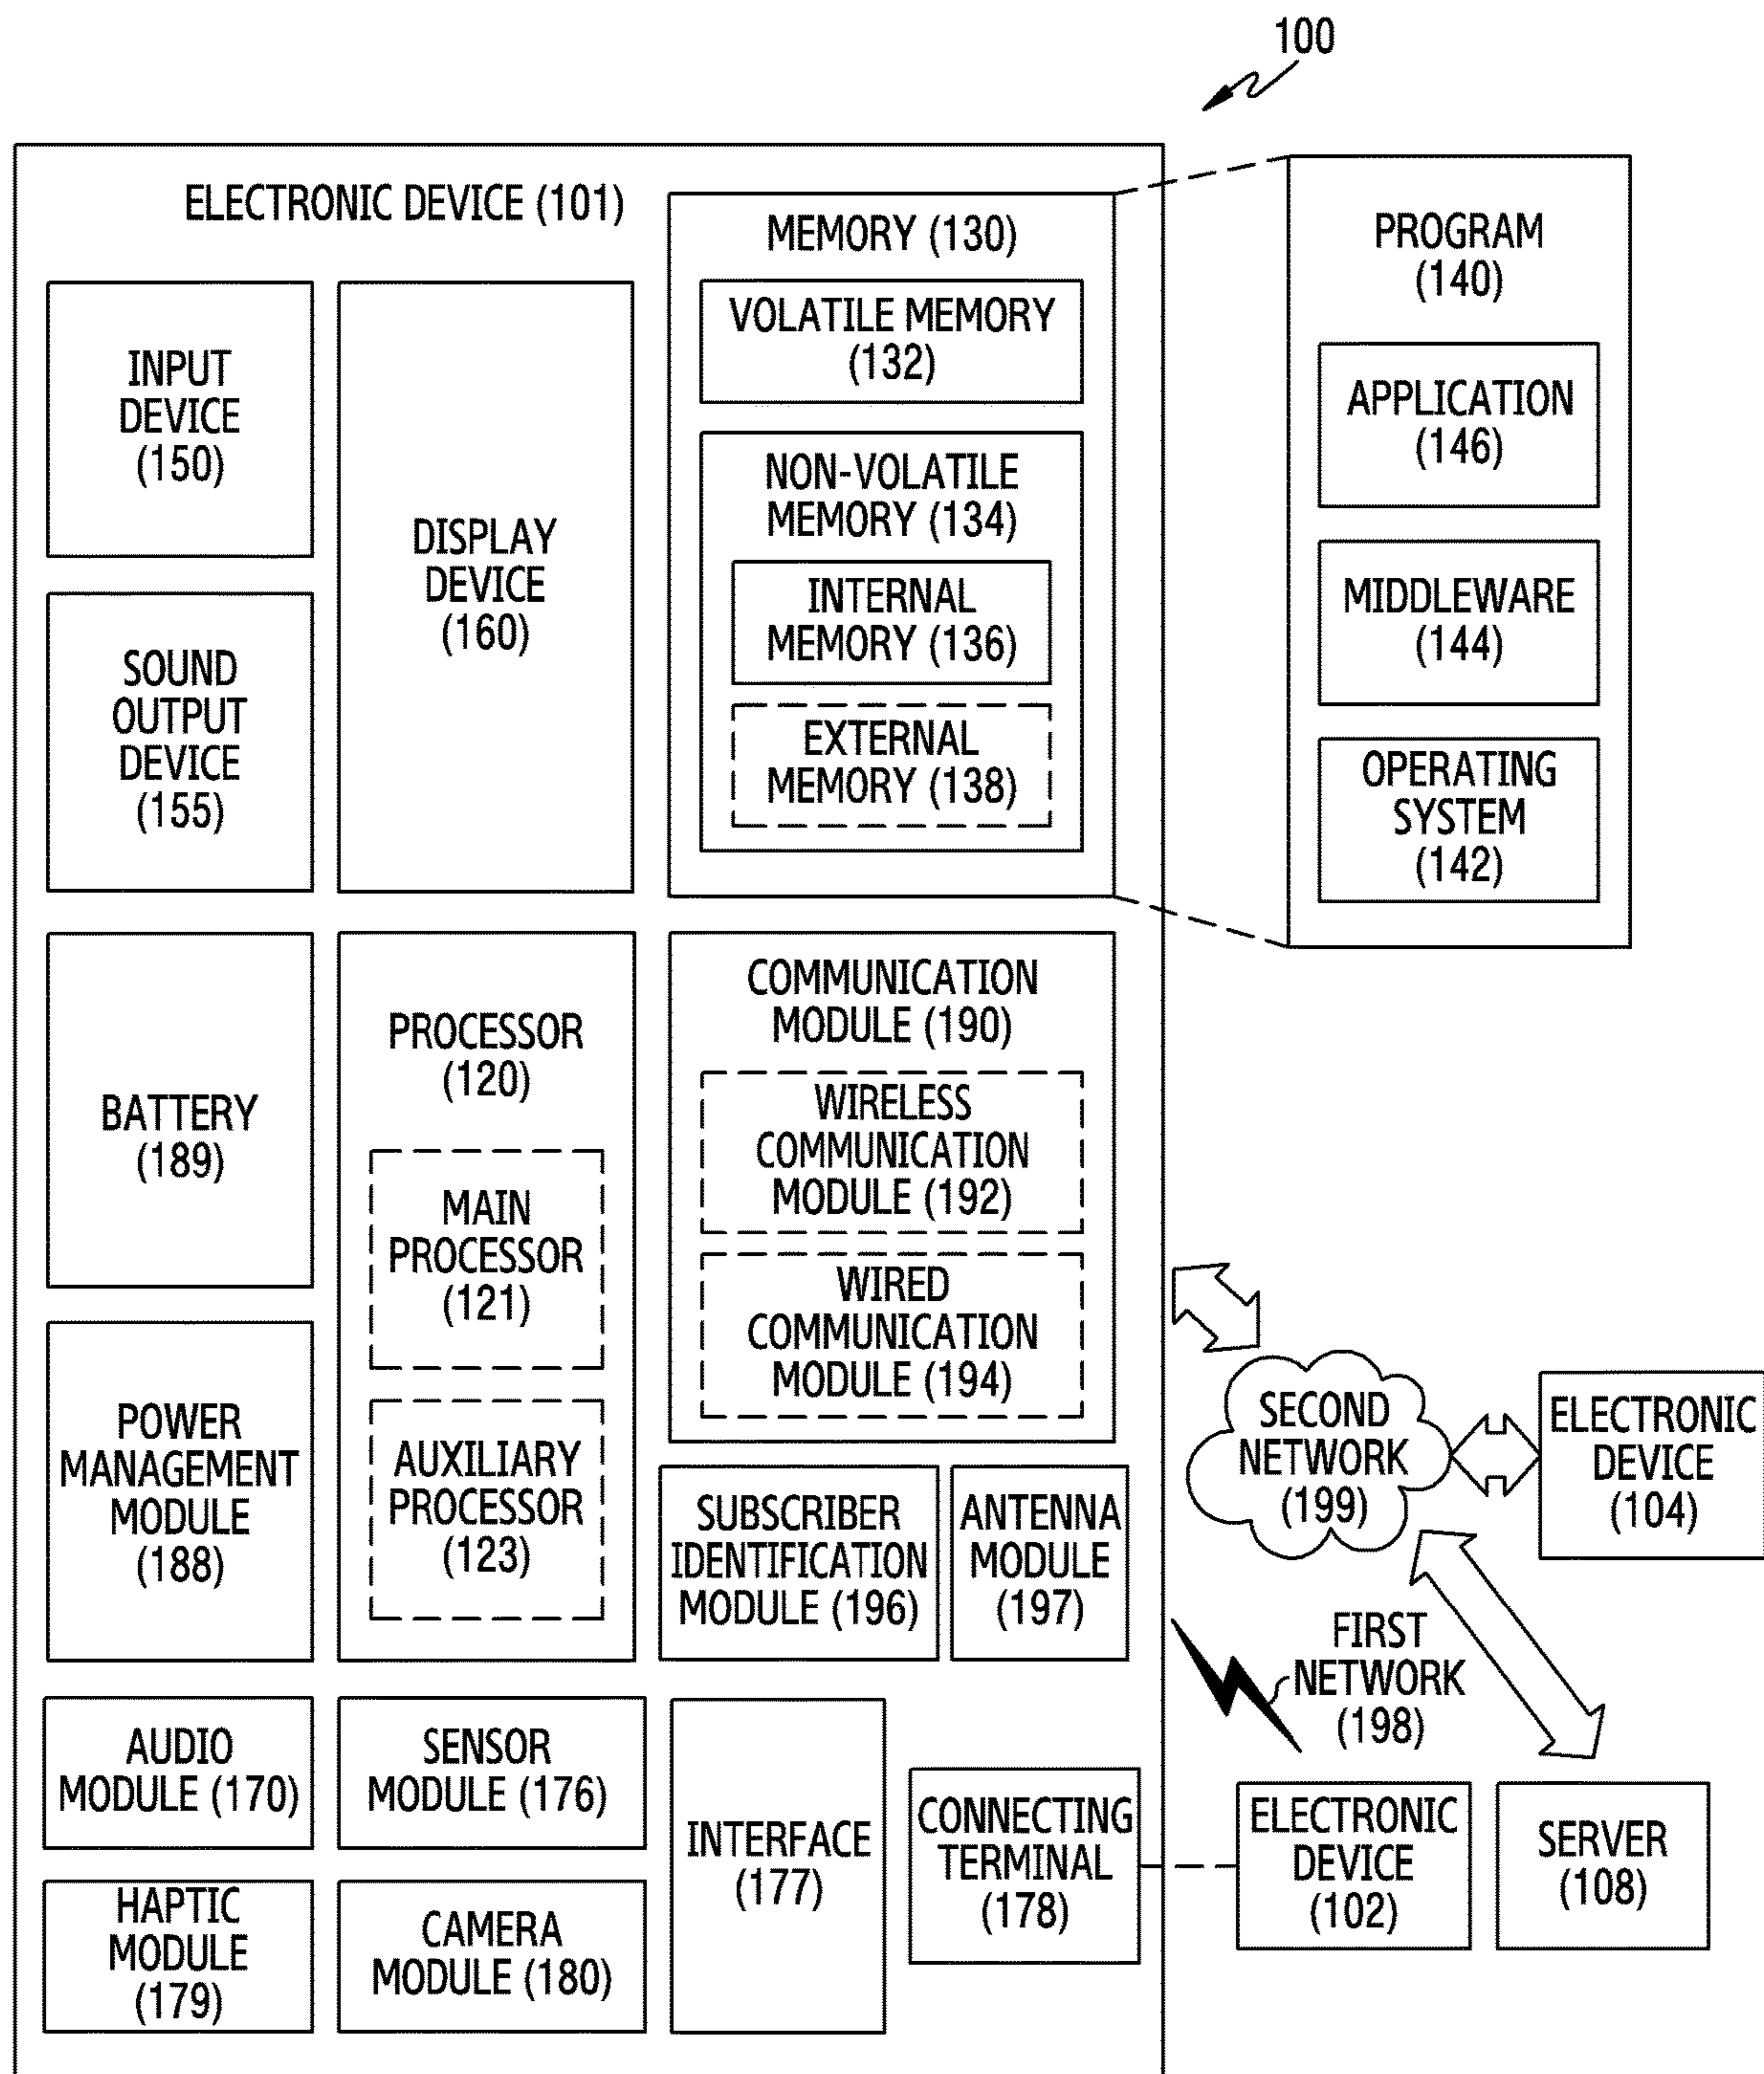 100
ELECTRONIC DEVICE (101)
INPUT
DEVICE
(150)
SOUND
OUTPUT
DEVICE
(155)
DISPLAY
DEVICE
(160)
MEMORY (130)
VOLATILE MEMORY
(132)
NON-VOLATILE
MEMORY (134)
INTERNAL
MEMORY (136)
EXTERNAL
MEMORY (138)
PROGRAM
(140)
APPLICATION
(146)
MIDDLEWARE
(144)
OPERATING
SYSTEM
(142)
BATTERY
(189)
POWER
MANAGEMENT
MODULE
(188)
PROCESSOR
(120)
MAIN
PROCESSOR
(121)
AUXILIARY
PROCESSOR
(123)
COMMUNICATION
MODULE (190)
WIRELESS
COMMUNICATION
MODULE (192)
WIRED
COMMUNICATION
MODULE (194)
SUBSCRIBER
IDENTIFICATION
MODULE (196)
ANTENNA
MODULE
(197)
SECOND
NETWORK
(199)
ELECTRONIC
DEVICE
(104)
FIRST
NETWORK
(198)
AUDIO
MODULE (170)
SENSOR
MODULE (176)
HAPTIC
MODULE
(179)
CAMERA
MODULE (180)
INTERFACE
(177)
CONNECTING
TERMINAL
(178)
ELECTRONIC
DEVICE
(102)
SERVER
(108)